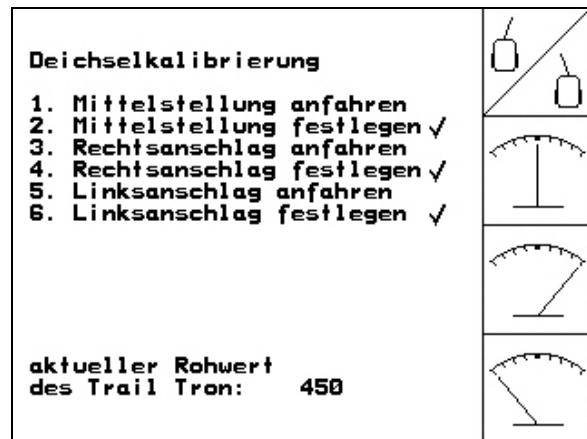 Deichselkalibrierung
1. Mittelstellung anfahren
2. Mittelstellung festlegen ✓
3. Rechtsanschlag anfahren
4. Rechtsanschlag festlegen ✓
5. Linksanschlag anfahren
6. Linksanschlag festlegen ✓
aktueller Rohwert
des Trail Tron: 450